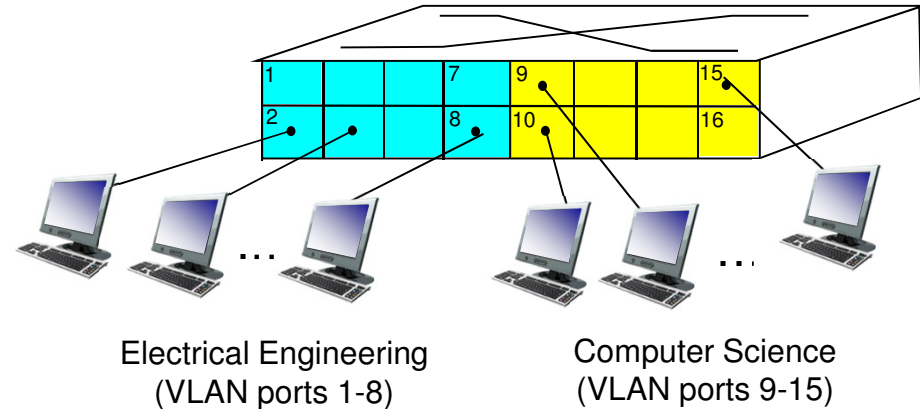 1 7 9 15
2 8 10 16
... ...
Electrical Engineering
(VLAN ports 1-8)
Computer Science
(VLAN ports 9-15)